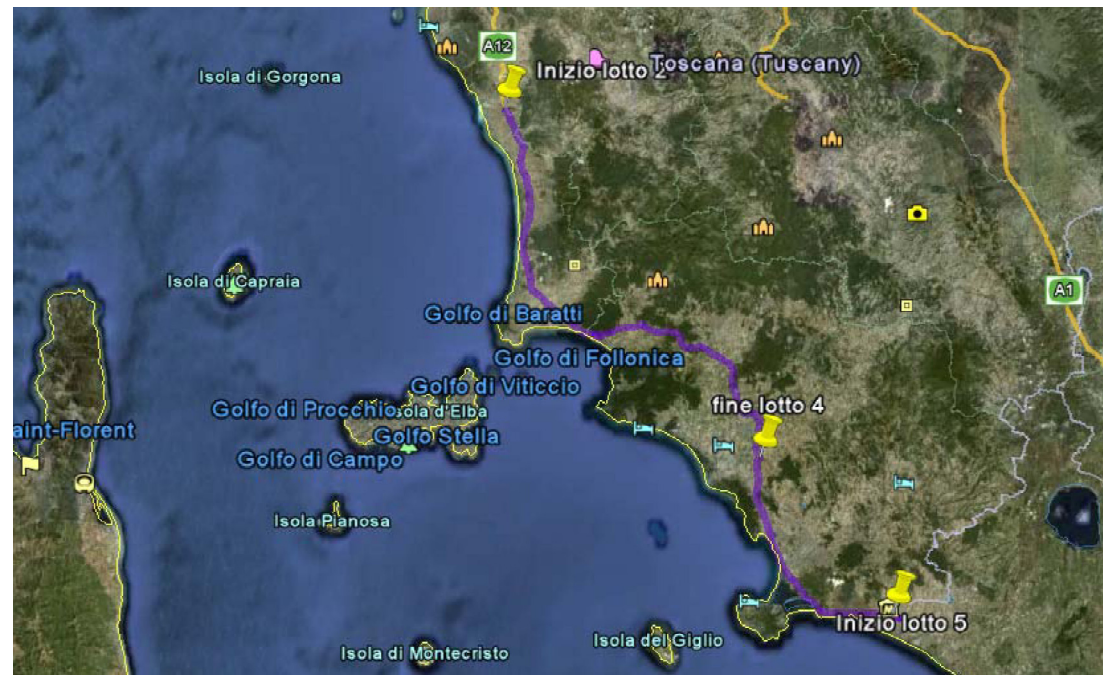 A12
Inizio lotto 2
Toscana (Tuscany)
Isola di Gorgona
Isola di Capraia
A1
Golfo di Baratti
Golfo di Follonica
Golfo di Viticcio
Golfo di Procchio
sola d'Elba
fine lotto 4
aint-Florent
Golfo Stella
Golfo di Campo
Isola Pianosa
Inizio lotto 5
Isola del Giglio
Isola di Montecristo